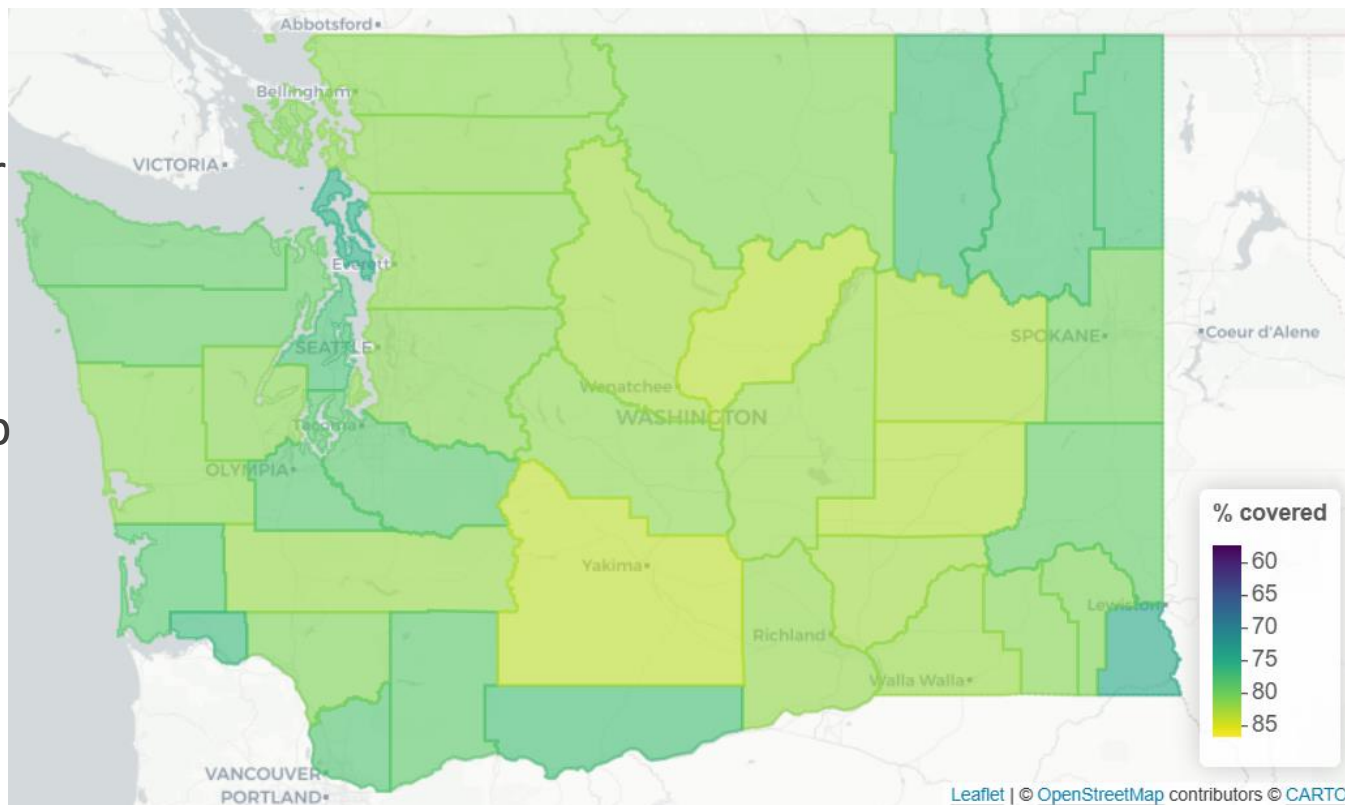 Abbotsford
Bellingham
VICTORIA
r
Everett
SEATTLE
SPOKANE
Coeur d'Alene
Wenatchee
WASHINGTON
Tacoma
o
OLYMPIA
% covered
60
65
70
75
80
85
Yakima
Lewiston
Richland
Walla Walla
VANCOUVER
PORTLAND
Leaflet | © OpenStreetMap contributors © CARTO